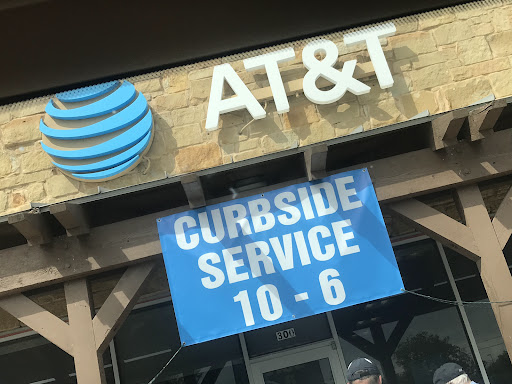 AT&T
CURBSIDE
SERVICE
10 - 6